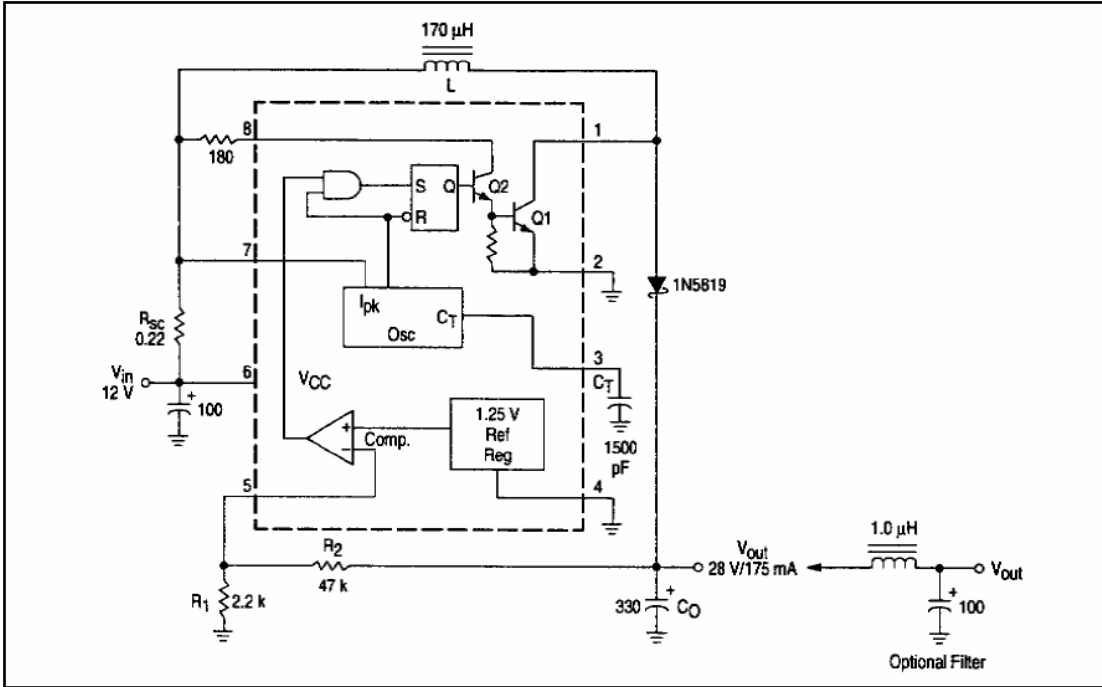 170 µH
L
8
180
1
S
Q
Q2
R
Q1
7
2
1N5819
Ipk
CT
Osc
Rsc
0.22
3
CT
Vin
12 V
6
VCC
+
100
1.25 V
Ref
Reg
+
Comp.
−
1500
pF
5
4
1.0 µH
R2
47 k
Vout
28 V/175 mA
Vout
R1
2.2 k
330
+
CO
+
100
Optional Filter